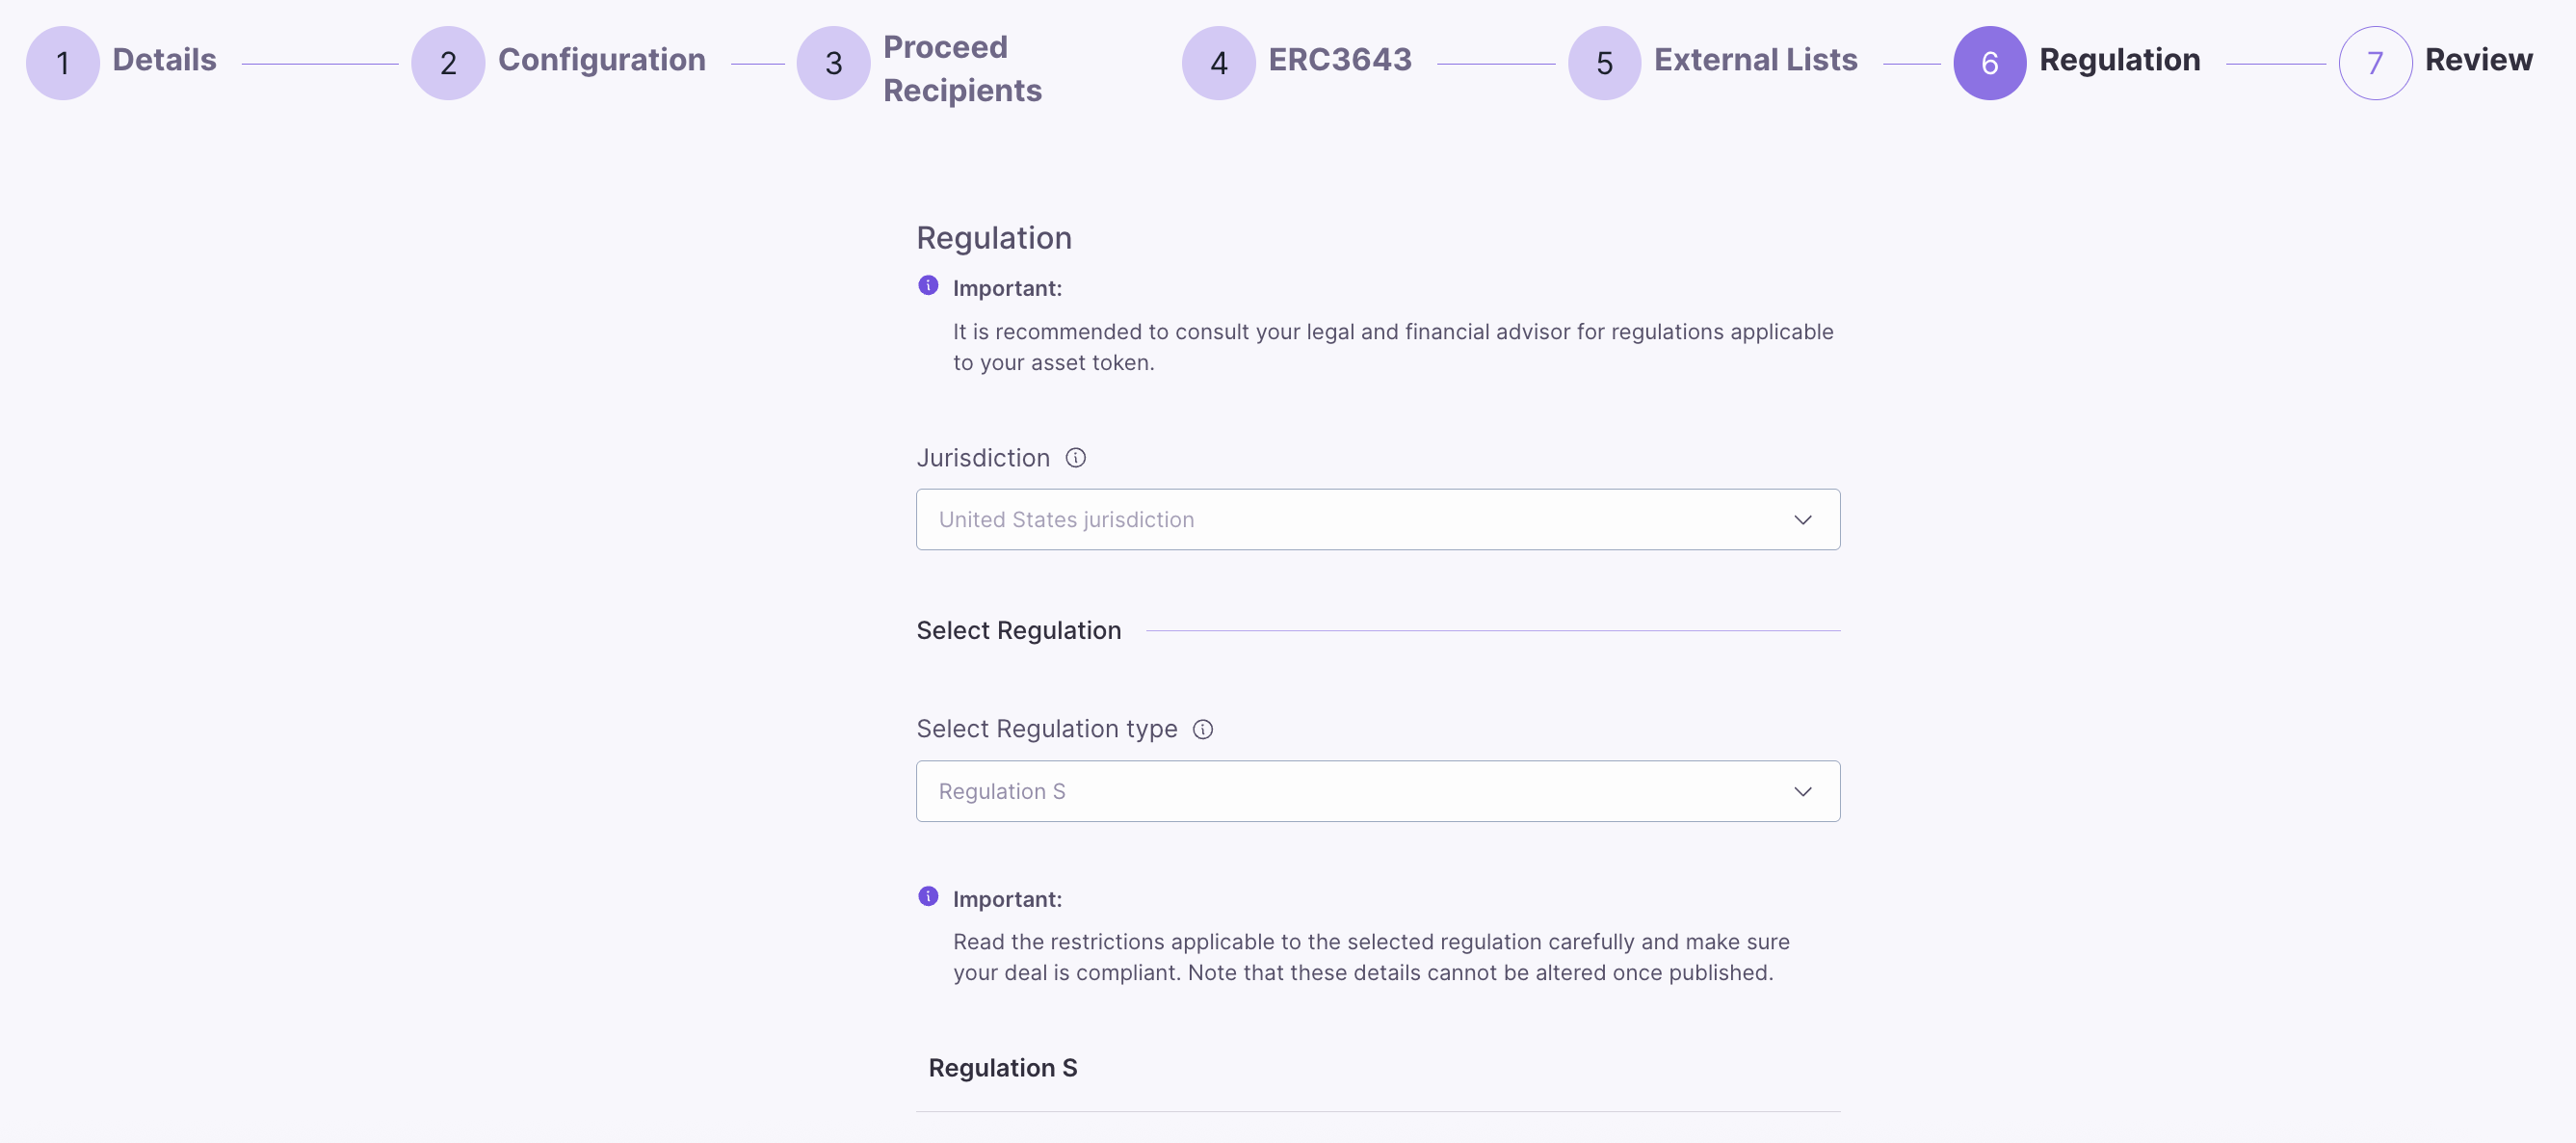 1 Details
2 Configuration
3 Proceed
Recipients
4 ERC3643
5 External Lists
6 Regulation
7 Review
Regulation
Important:
It is recommended to consult your legal and financial advisor for regulations applicable
to your asset token.
Jurisdiction
United States jurisdiction
Select Regulation
Select Regulation type
Regulation S
Important:
Read the restrictions applicable to the selected regulation carefully and make sure
your deal is compliant. Note that these details cannot be altered once published.
Regulation S